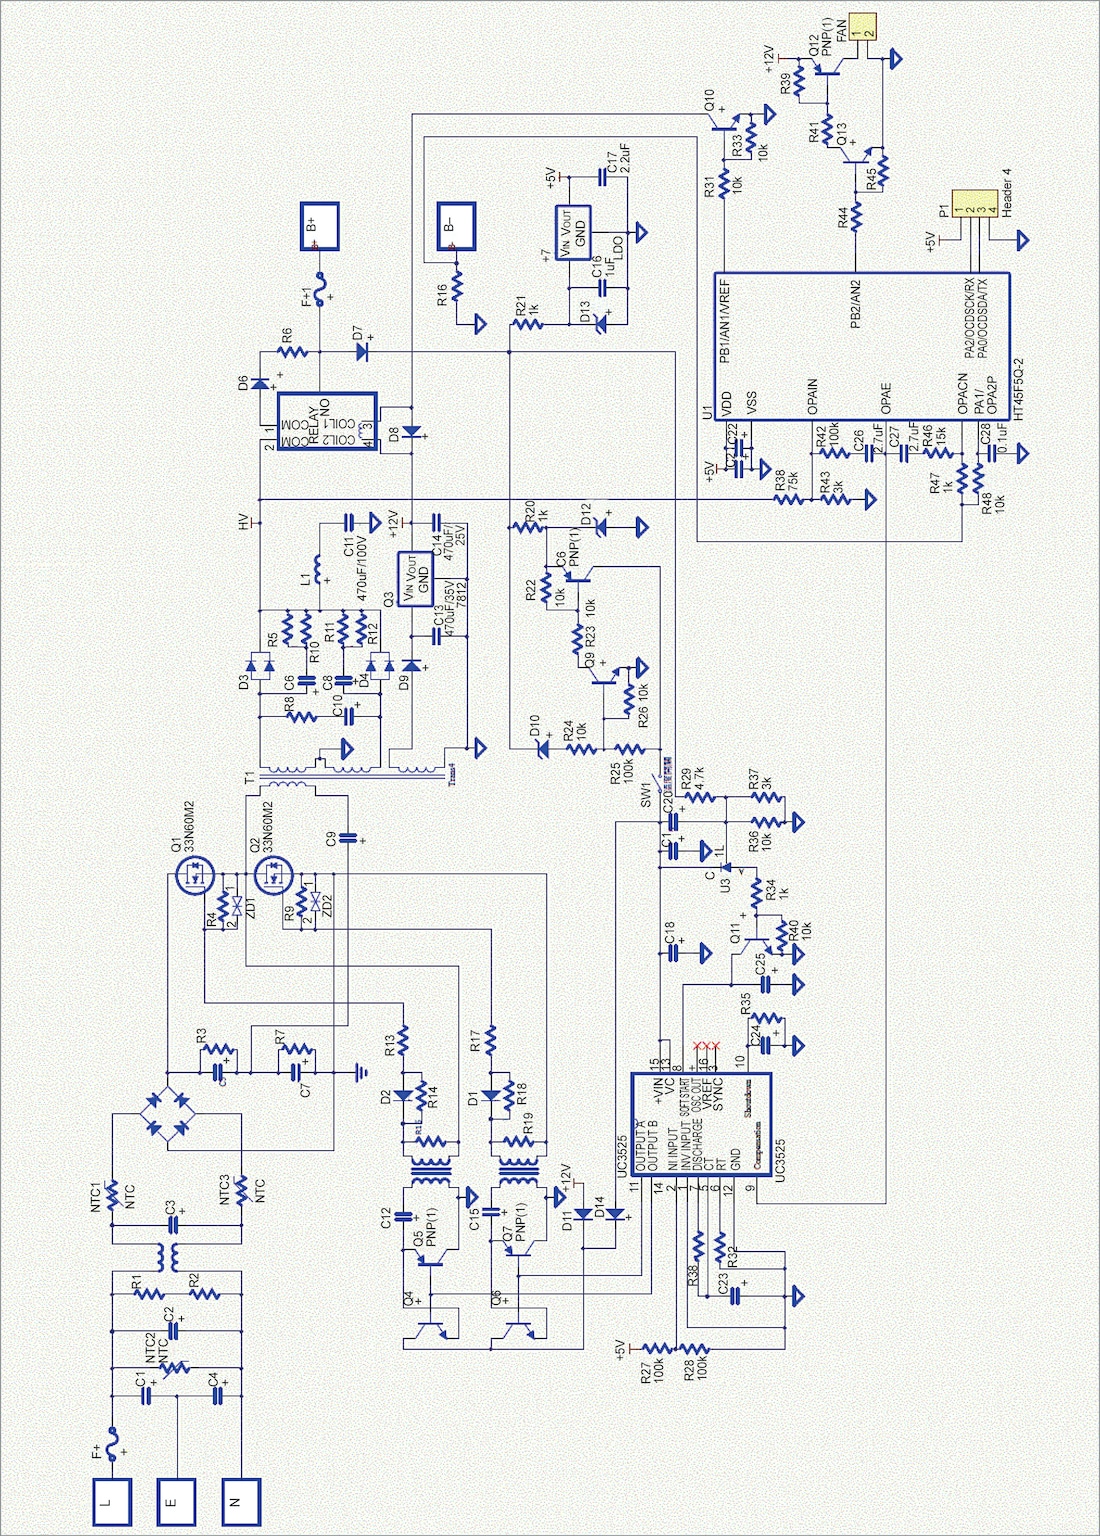 L
E
N
F+
+
C1
+
C4
+
NTC2
NTC
C2
+
R1
R2
C3
+
NTC1
NTC
NTC3
NTC
R3
+
R7
+
C7
Q1
33N60M2
Q2
33N60M2
R4
1
2
ZD1
R9
1
2
ZD2
C9
+
T1
Trans4
D3
D4
R5
R10
R11
R12
C6
+
C8
+
R8
C10
+
L1
+
C11
470uF/100V
HV
D9
+
Q3
VIN VOUT
GND
7812
C13
470uF/35V
C14
470uF/
25V
+12V
D8
+
RELAY
COM
COM
NO
COIL1
COIL2
1
2
3
4
D6
+
R6
D7
+
F+1
+
B+
B-
R16
R21
1k
D13
+
C16
1uF
VIN VOUT
GND
LDO
+7
+5V
C17
2.2uF
R20
1k
D12
+
C6
PNP(1)
R22
10k
R23
10k
Q9
+
R26 10k
D10
+
R24
10k
R25
100k
SW1
C20
+
R29
4.7k
R37
3k
R36
10k
U3
C
R34
1k
Q11
+
R40
10k
C25
+
C18
+
R35
C24
+
R13
D2
R14
R17
D1
R18
R19
C12
+
Q5
PNP(1)
C15
+
Q7
PNP(1)
Q4
+
Q6
+
+12V
D11
D14
+
UC3525
UC3525
OUTPUT A
OUTPUT B
NI INPUT
INV INPUT
DISCHARGE
CT
RT
GND
Compensation
+VIN
VC
SOFT START
OSC OUT
VREF
SYNC
Shutdown
11
14
2
1
7
5
6
12
9
15
13
8
16
10
R38
R32
C23
+
+5V
R27
100k
R28
100k
U1
VDD
VSS
OPAIN
OPAE
OPACN
PA1/
OPA2P
PB1/AN1/VREF
PB2/AN2
PA2/OCDSCK/RX
PA0/OCDSDA/TX
HT45F5Q-2
+5V
C22
+
R38
75k
R42
100k
R43
3k
C26
C27
2.7uF
R46
15k
R47
1k
R48
10k
C28
0.1uF
P1
1
2
3
4
Header 4
+5V
Q10
+
R33
10k
R31
10k
+12V
R39
Q12
+
PNP(1)
FAN
1
2
R41
Q13
+
R45
R44